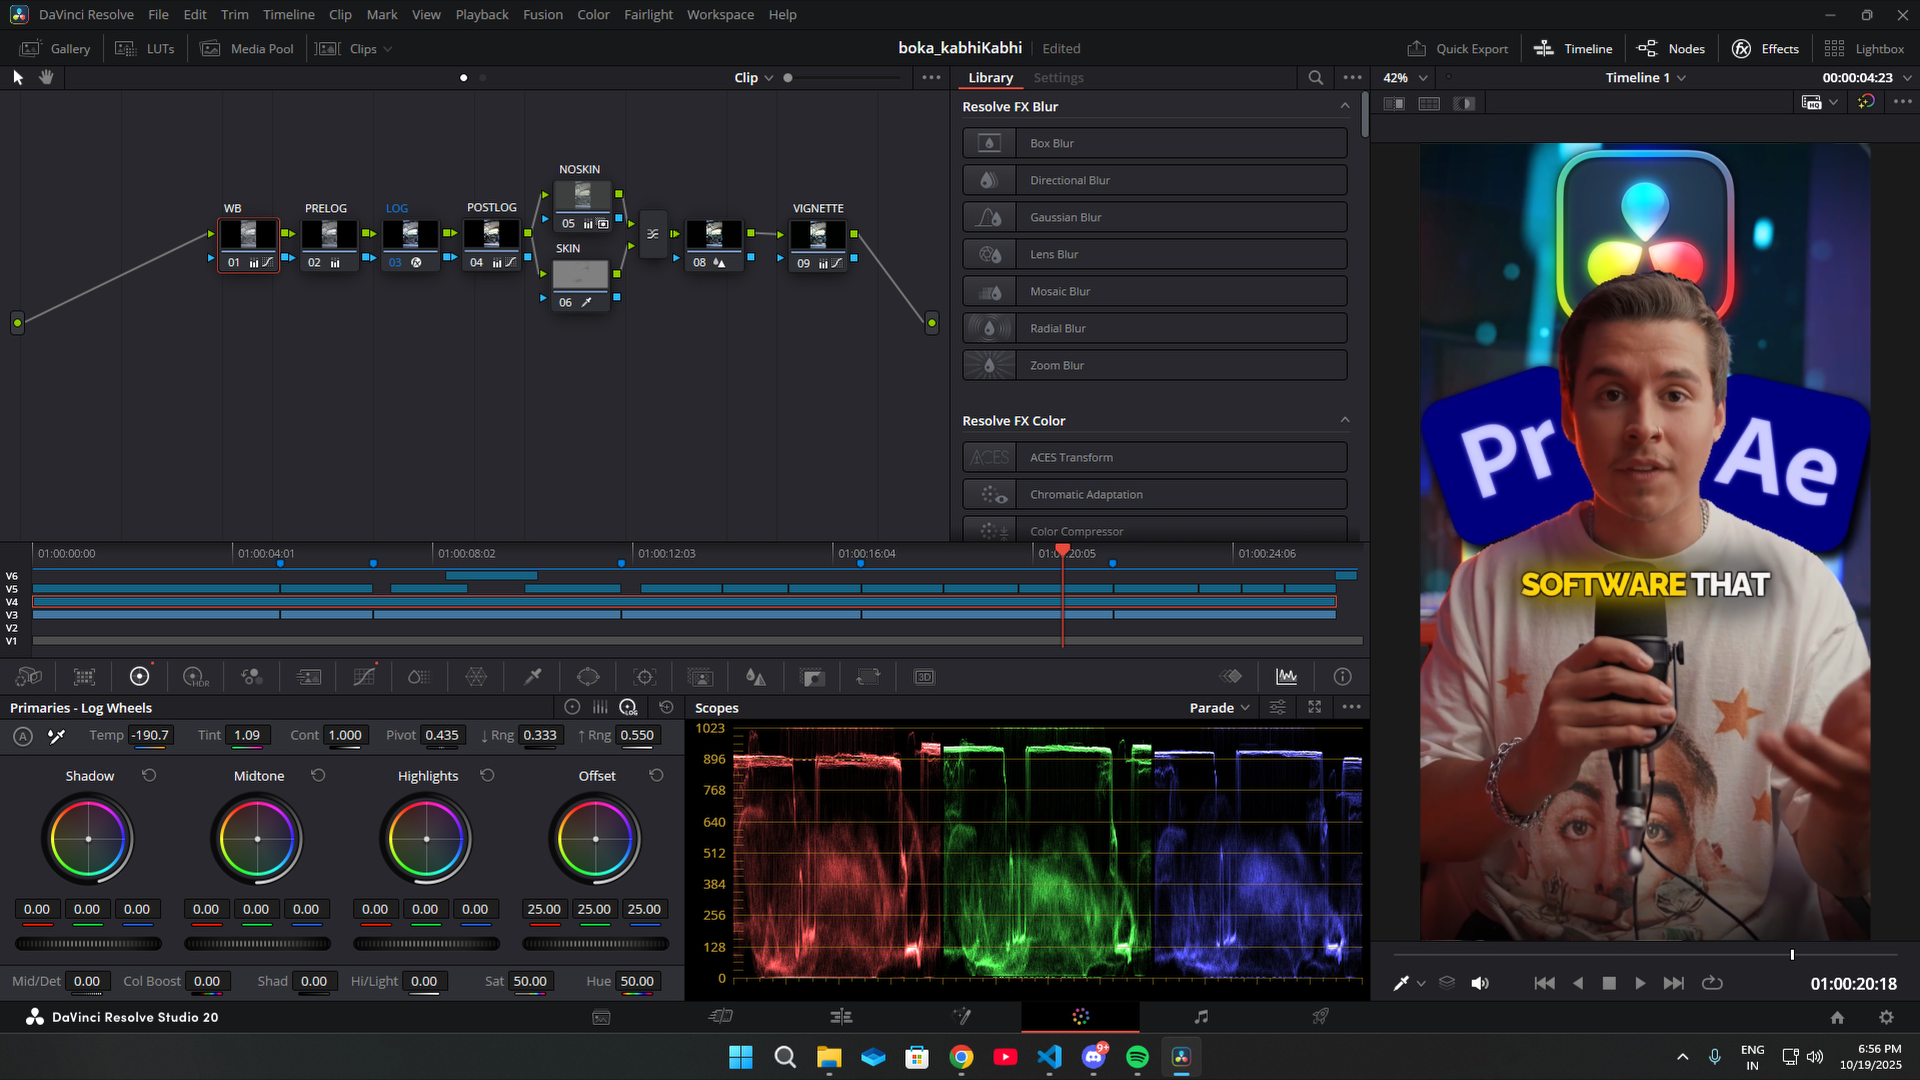 DaVinci Resolve File Edit Trim Timeline Clip Mark View Playback Fusion Color Fairlight Workspace Help
Gallery LUTs Media Pool Clips boka_kabhiKabhi Edited Quick Export Timeline Nodes Effects Lightbox
Clip Library Settings 42% Timeline 1 00:00:04:23
HQ
Resolve FX Blur
Box Blur
Directional Blur
Gaussian Blur
Lens Blur
Mosaic Blur
Radial Blur
Zoom Blur
Resolve FX Color
ACES ACES Transform
Chromatic Adaptation
Color Compressor
NOSKIN
05
WB PRELOG LOG POSTLOG VIGNETTE
01 02 03 fx 04 08 09
SKIN
06
Pr Ae
SOFTWARE THAT
01:00:00:00 01:00:04:01 01:00:08:02 01:00:12:03 01:00:16:04 01:00:20:05 01:00:24:06
V6
V5
V4
V3
V2
V1
HDR 3D
Primaries - Log Wheels LOG Scopes Parade
A Temp -190.7 Tint 1.09 Cont 1.000 Pivot 0.435 ↓ Rng 0.333 ↑ Rng 0.550
Shadow Midtone Highlights Offset
0.00 0.00 0.00 0.00 0.00 0.00 0.00 0.00 0.00 25.00 25.00 25.00
Mid/Det 0.00 Col Boost 0.00 Shad 0.00 Hi/Light 0.00 Sat 50.00 Hue 50.00
1023
896
768
640
512
384
256
128
0
01:00:20:18
DaVinci Resolve Studio 20
9+
ENG
IN
6:56 PM
10/19/2025